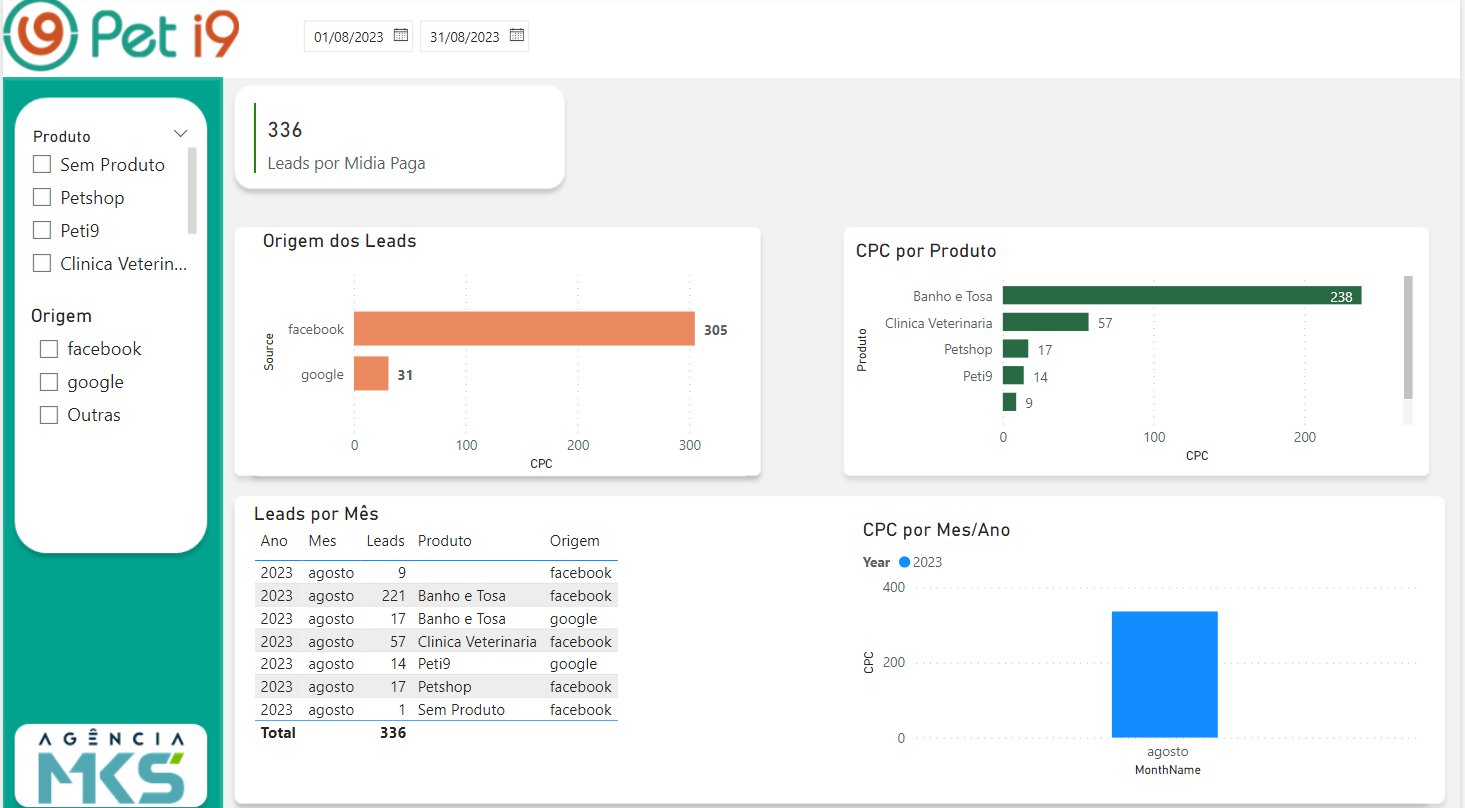 Pet i9
01/08/2023 31/08/2023
Produto
Sem Produto
Petshop
Peti9
Clinica Veterin...
Origem
facebook
google
Outras
AGÊNCIA
MKS
336
Leads por Midia Paga
Origem dos Leads
Source
facebook 305
google 31
0 100 200 300
CPC
CPC por Produto
Produto
Banho e Tosa 238
Clinica Veterinaria 57
Petshop 17
Peti9 14
9
0 100 200
CPC
Leads por Mês
Ano Mes Leads Produto Origem
2023 agosto 9 facebook
2023 agosto 221 Banho e Tosa facebook
2023 agosto 17 Banho e Tosa google
2023 agosto 57 Clinica Veterinaria facebook
2023 agosto 14 Peti9 google
2023 agosto 17 Petshop facebook
2023 agosto 1 Sem Produto facebook
Total 336
CPC por Mes/Ano
Year 2023
400
CPC
200
0
agosto
MonthName